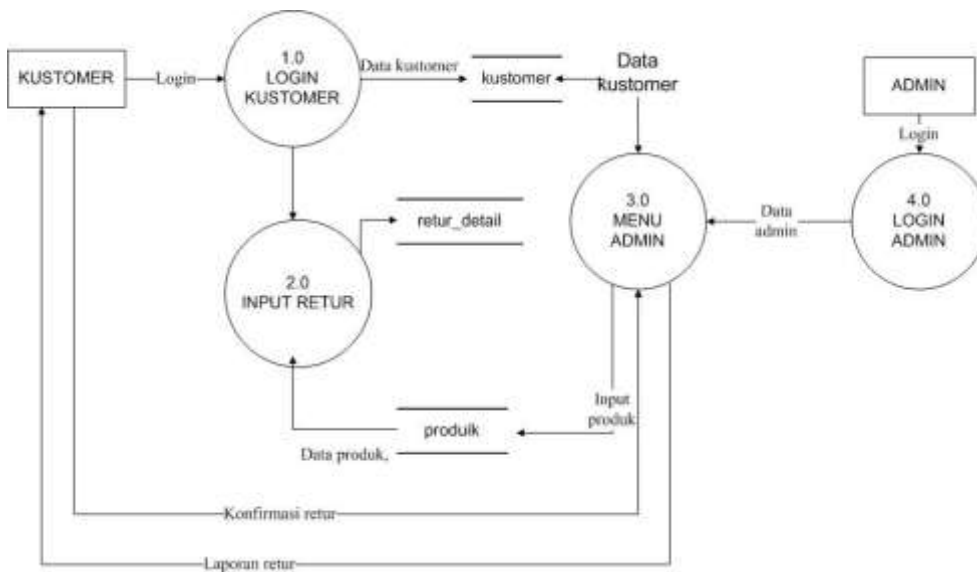 KUSTOMER
Login
1.0
LOGIN
KUSTOMER
Data kustomer
kustomer
Data
kustomer
ADMIN
Login
3.0
MENU
ADMIN
Data
admin
4.0
LOGIN
ADMIN
retur_detail
2.0
INPUT RETUR
Input
produk
produik
Data produk,
Konfirmasi retur
Laporan retur